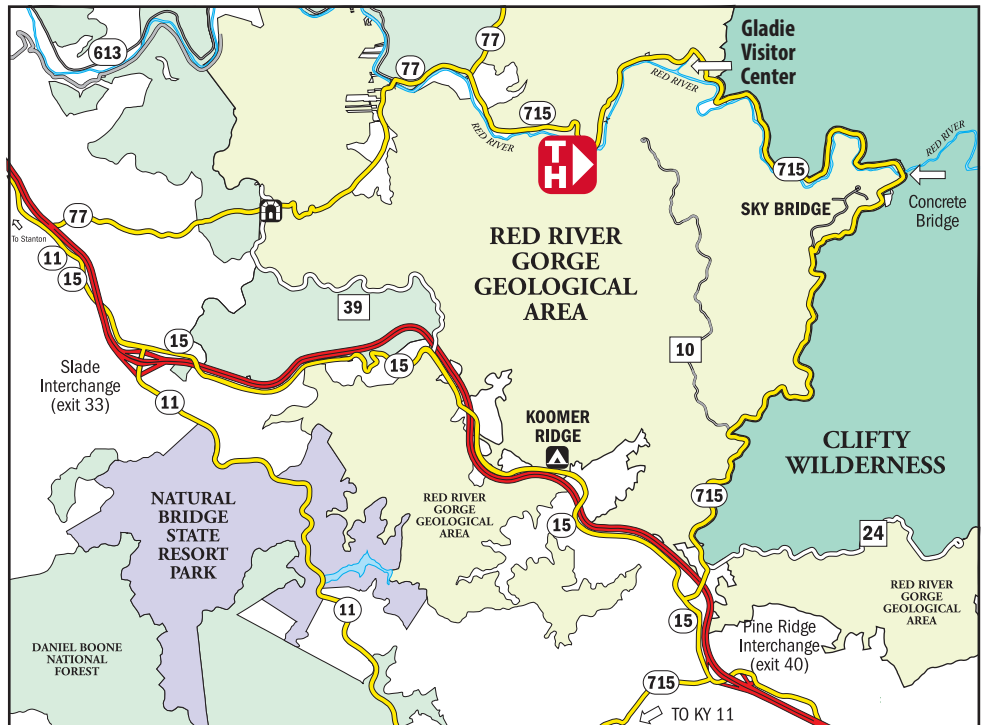 613
77
77
Gladie
Visitor
Center
RED RIVER
715
RED RIVER
TH
715
RED RIVER
SKY BRIDGE
Concrete
Bridge
77
To Stanton
11
15
RED RIVER
GORGE
GEOLOGICAL
AREA
39
15
15
10
Slade
Interchange
(exit 33)
11
KOOMER
RIDGE
CLIFTY
WILDERNESS
NATURAL
BRIDGE
STATE
RESORT
PARK
RED RIVER
GORGE
GEOLOGICAL
AREA
715
15
24
RED RIVER
GORGE
GEOLOGICAL
AREA
11
15
Pine Ridge
Interchange
(exit 40)
DANIEL BOONE
NATIONAL
FOREST
715
TO KY 11